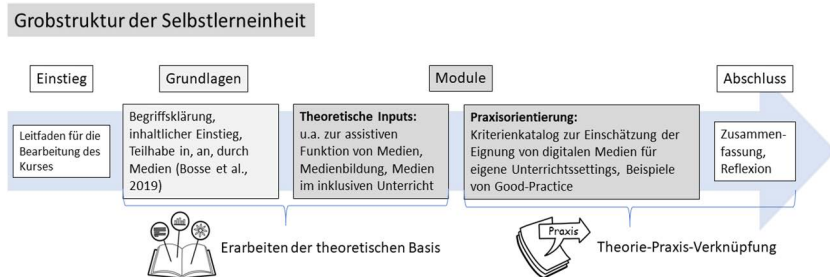 Grobstruktur der Selbstlerneinheit
Einstieg
Grundlagen
Module
Abschluss
Leitfaden für die
Bearbeitung des
Kurses
Begriffsklärung,
inhaltlicher Einstieg,
Teilhabe in, an, durch
Medien (Bosse et al.,
2019)
Theoretische Inputs:
u.a. zur assistiven
Funktion von Medien,
Medienbildung, Medien
im inklusiven Unterricht
Praxisorientierung:
Kriterienkatalog zur Einschätzung der
Eignung von digitalen Medien für
eigene Unterrichtssettings, Beispiele
von Good-Practice
Zusammen-
fassung,
Reflexion
Erarbeiten der theoretischen Basis
Praxis
Theorie-Praxis-Verknüpfung